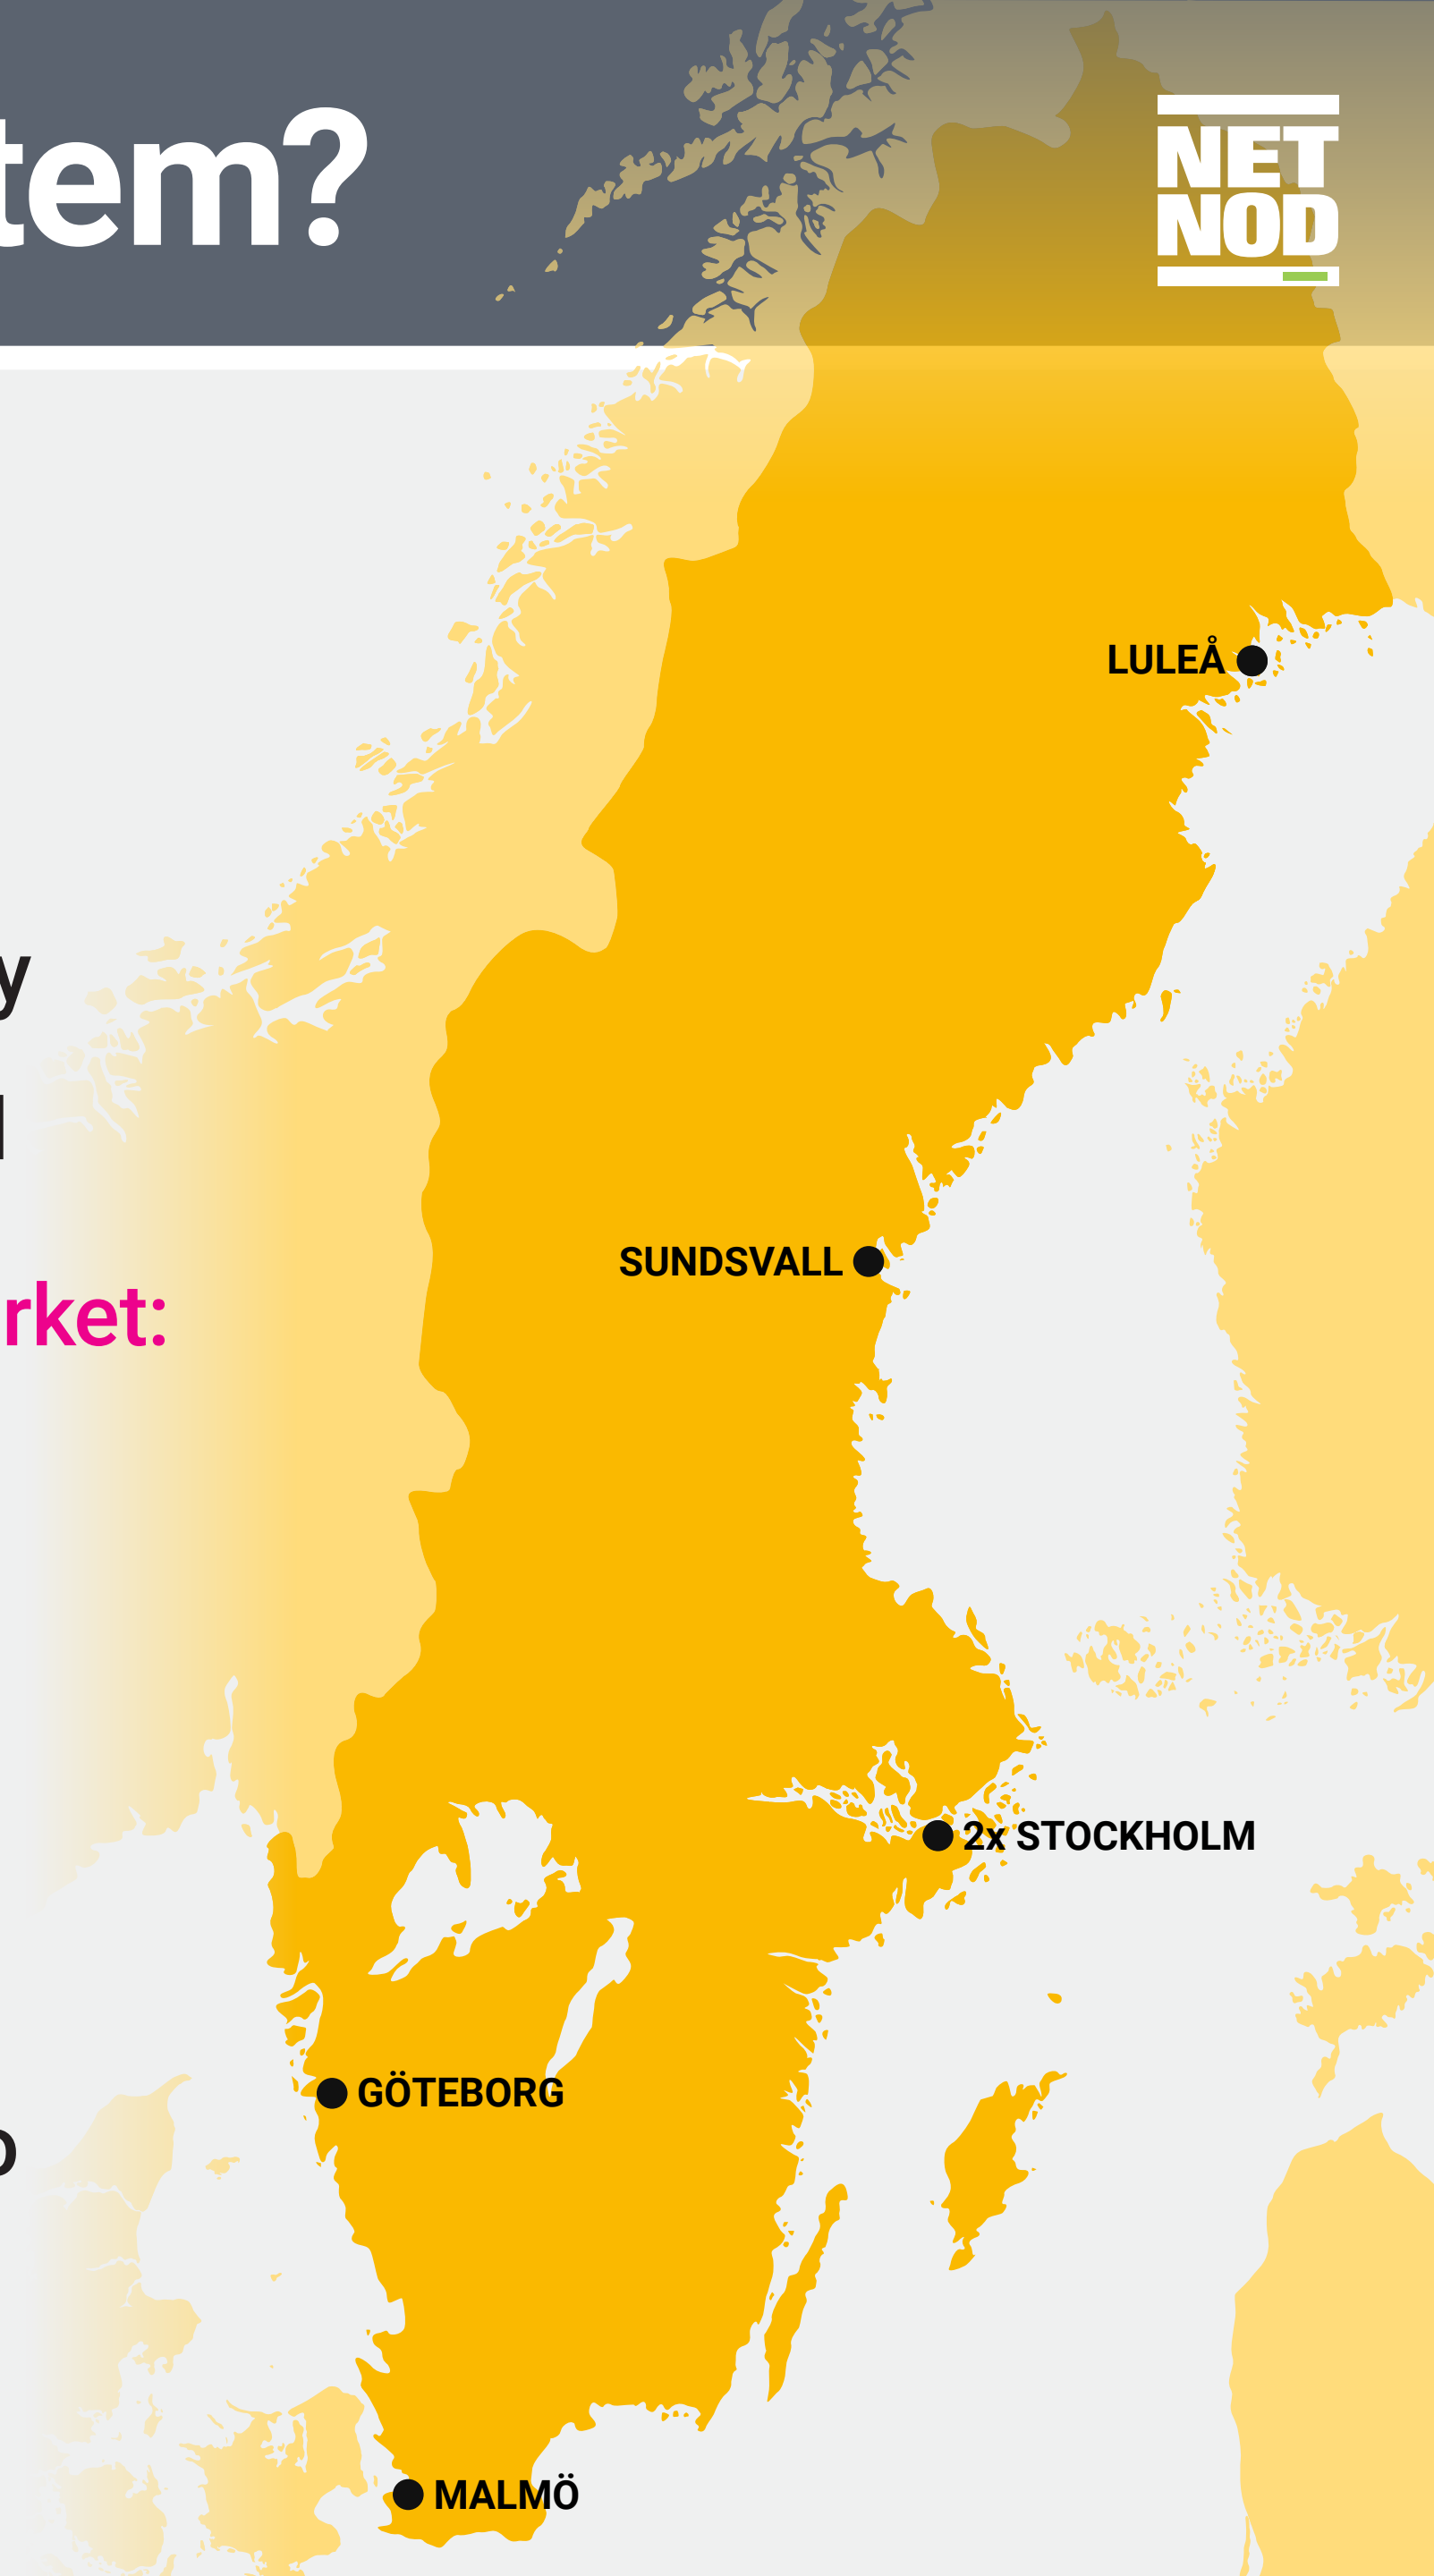 tem?
NET
NOD
LULEÅ
y
l
SUNDSVALL
rket:
2x STOCKHOLM
GÖTEBORG
o
MALMÖ